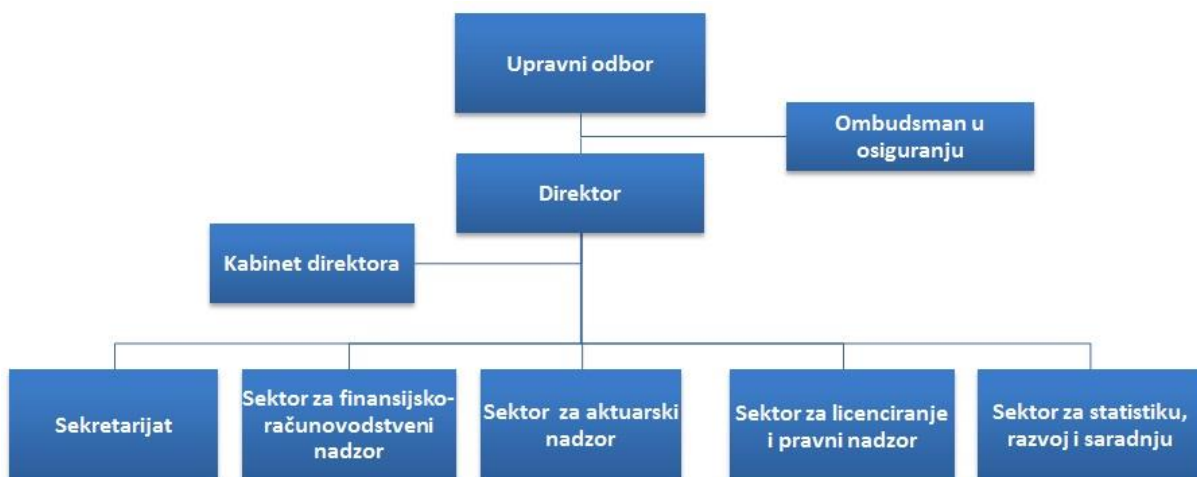 Upravni odbor
Ombudsman u
osiguranju
Direktor
Kabinet direktora
Sekretarijat
Sektor za finansijsko-
računovodstveni
nadzor
Sektor za aktuarski
nadzor
Sektor za licenciranje
i pravni nadzor
Sektor za statistiku,
razvoj i saradnju